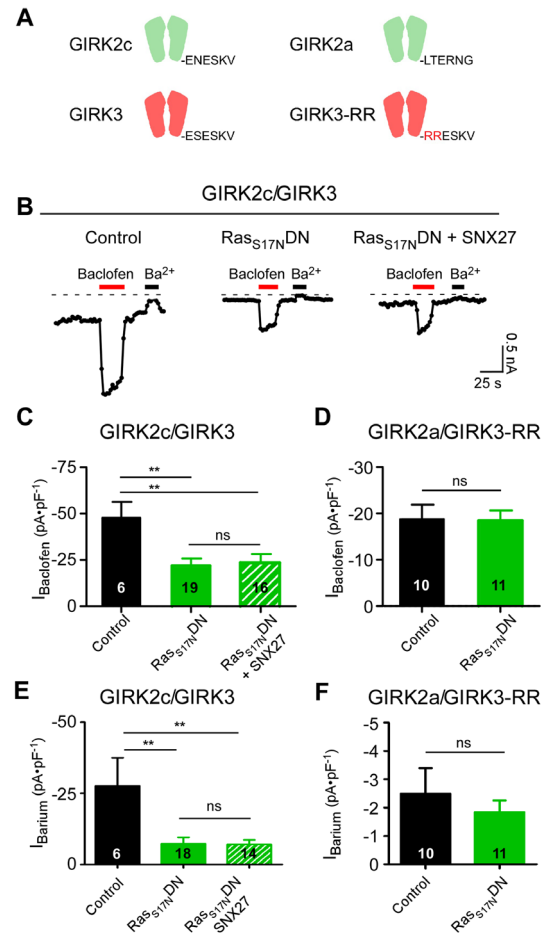 A
GIRK2c
-ENESKV
GIRK2a
-LTERNG
GIRK3
-ESESKV
GIRK3-RR
-RRESKV
GIRK2c/GIRK3
B
Control
RasS17NDN
RasS17NDN + SNX27
Baclofen Ba2+
Baclofen Ba2+
Baclofen Ba2+
0.5 nA
25 s
C
GIRK2c/GIRK3
IBaclofen (pA•pF-1)
-75
-50
-25
0
**
**
ns
6
19
16
Control
RasS17NDN
RasS17NDN
+ SNX27
D
GIRK2a/GIRK3-RR
IBaclofen (pA•pF-1)
-30
-20
-10
0
ns
10
11
Control
RasS17NDN
E
GIRK2c/GIRK3
IBarium (pA•pF-1)
-50
-25
0
**
**
ns
6
18
14
Control
RasS17NDN
RasS17NDN
SNX27
F
GIRK2a/GIRK3-RR
IBarium (pA•pF-1)
-5
-4
-3
-2
-1
0
ns
10
11
Control
RasS17NDN